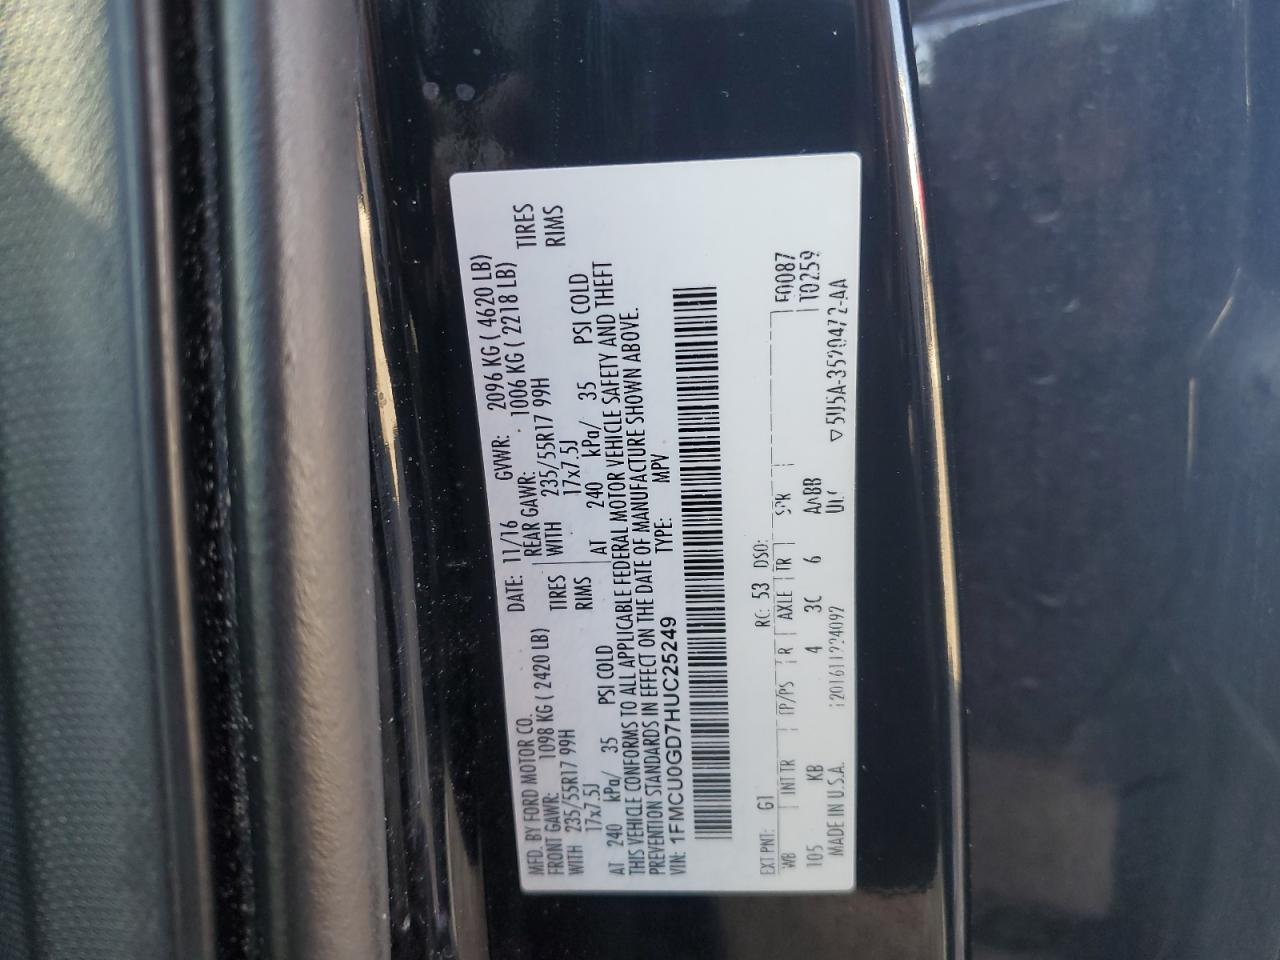 MFD. BY FORD MOTOR CO.
DATE: 11/16 GVWR: 2096 KG ( 4620 LB)
FRONT GAWR: 1098 KG ( 2420 LB) REAR GAWR: 1006 KG ( 2218 LB)
WITH 235/55R17 99H TIRES WITH 235/55R17 99H TIRES
17x7.5J RIMS 17x7.5J RIMS
AT 240 kPa/ 35 PSI COLD AT 240 kPa/ 35 PSI COLD
THIS VEHICLE CONFORMS TO ALL APPLICABLE FEDERAL MOTOR VEHICLE SAFETY AND THEFT
PREVENTION STANDARDS IN EFFECT ON THE DATE OF MANUFACTURE SHOWN ABOVE.
VIN: 1FMCU0GD7HUC25249 TYPE: MPV
EXT PNT: G1 RC: 53 DSO: F0087
WB INT TR TP/PS R AXLE TR SPR T0259
105 KB 4 3C 6 AABB
MADE IN U.S.A. ▽5U5A-3520472-AA